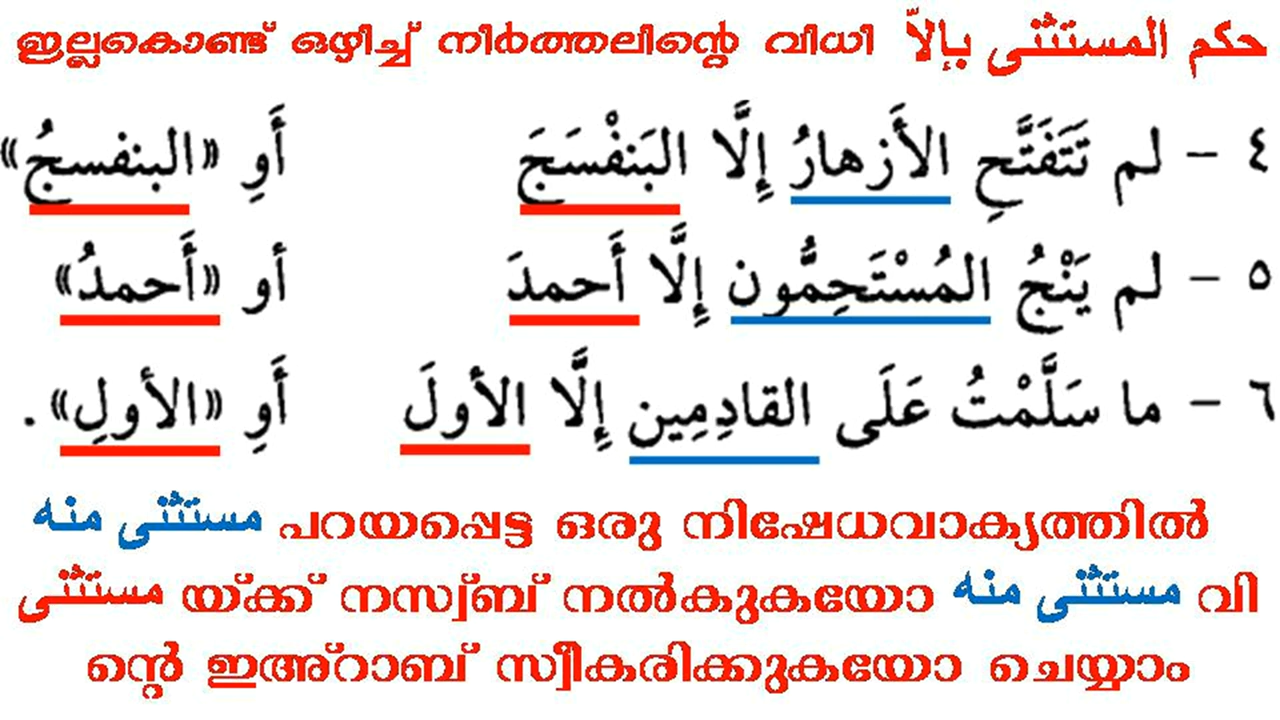 ഇല്ലകൊണ്ട് ഒഴിച്ച് നിർത്തലിന്റെ വിധി حكم المستثنى بإلاّ
٤ – لم تَتَفَتَّحِ الأَزهارُ إِلَّا البَنفْسَجَ أَوِ «البنفسجُ»
٥ – لم يَنْجُ المُسْتَحِمُّون إِلَّا أَحمدَ أو «أَحمدُ»
٦ – ما سَلَّمْتُ عَلَى القادِمِين إِلَّا الأولَ أَوِ «الأولِ».
مستثنى منه പറയപ്പെട്ട ഒരു നിഷേധവാക്യത്തിൽ
مستثنى യ്ക്ക് നസ്വ്ബ് നൽകുകയോ مستثنى منه വി
ന്റെ ഇഅ്റാബ് സ്വീകരിക്കുകയോ ചെയ്യാം